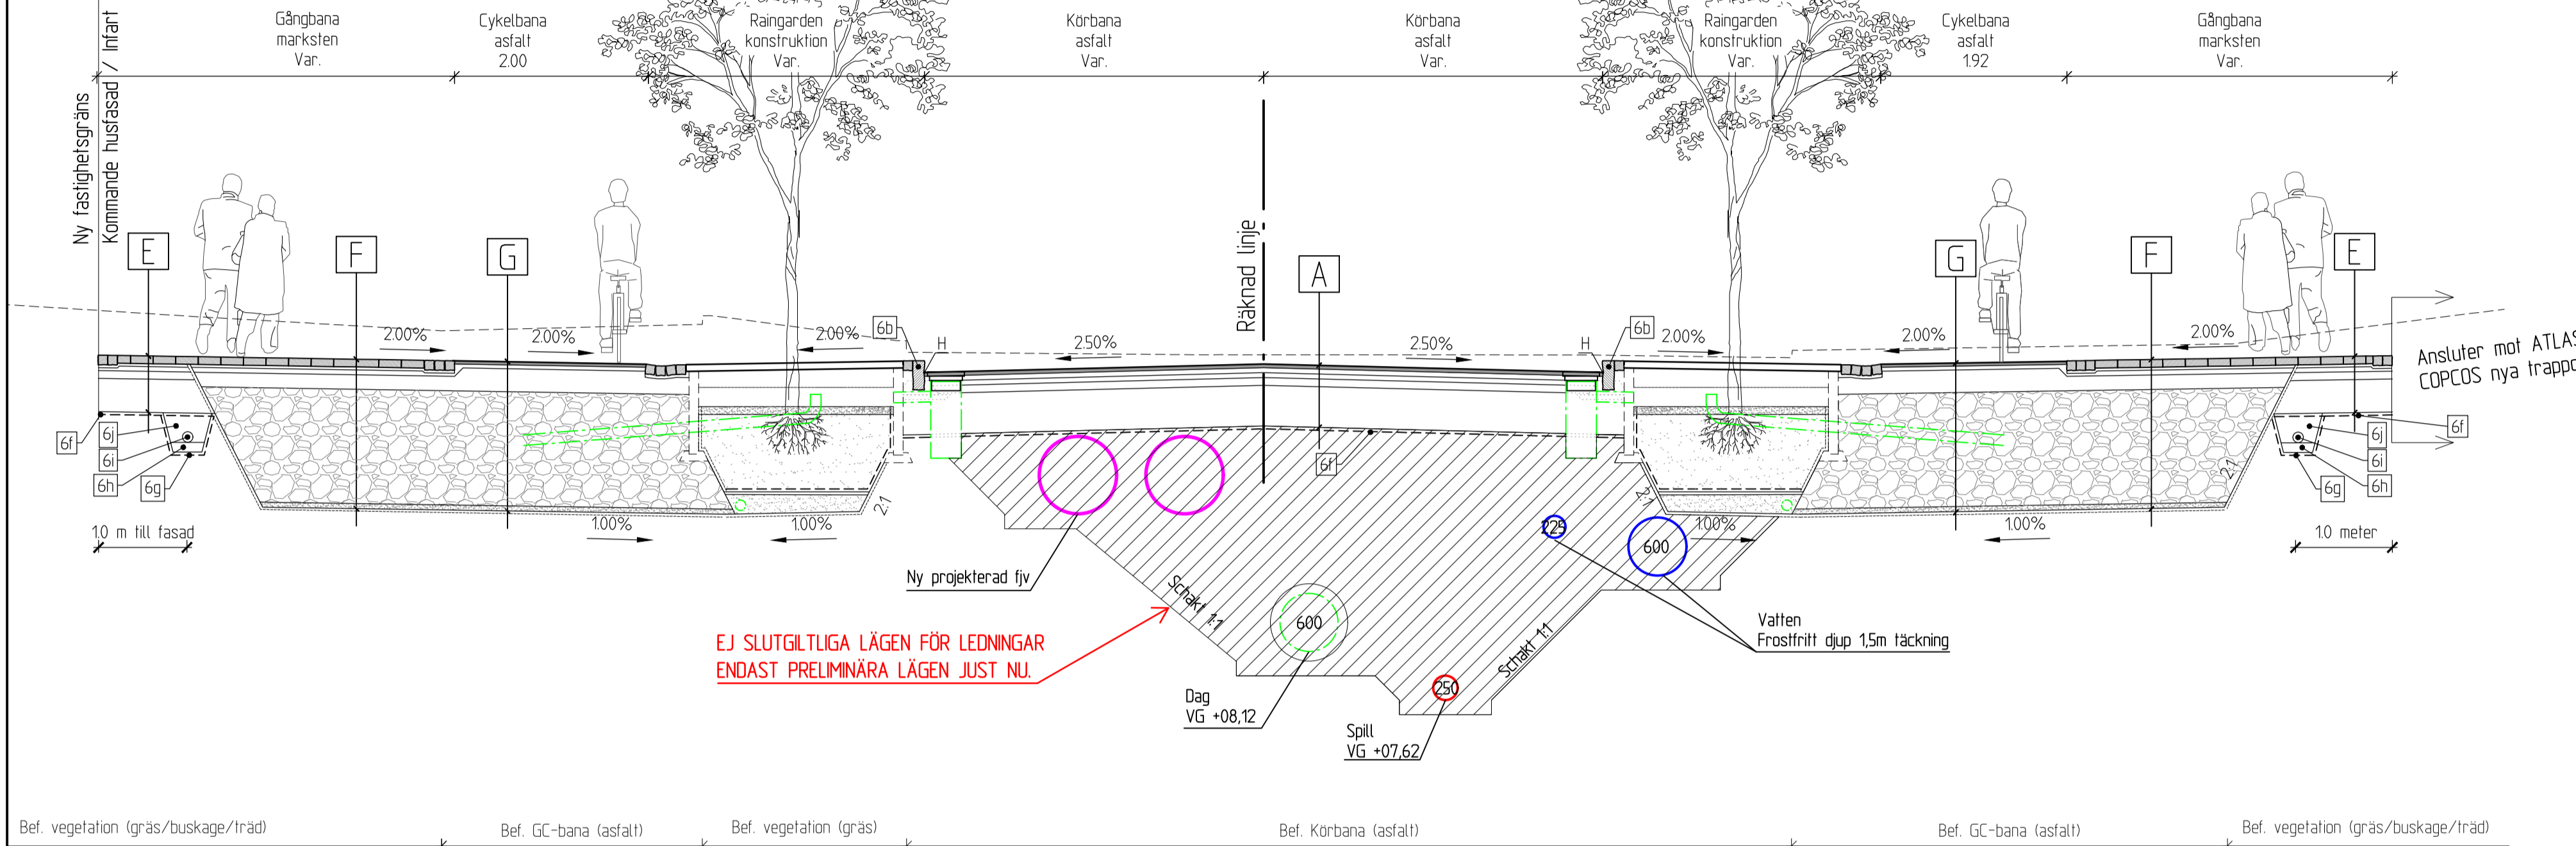 Gångbana
marksten
Var.
Cykelbana
asfalt
2.00
Raingarden
konstruktion
Var.
Körbana
asfalt
Var.
Körbana
asfalt
Var.
Raingarden
konstruktion
Var.
Cykelbana
asfalt
1.92
Gångbana
marksten
Var.
Ny fastighetsgräns
Kommande husfasad / Infart
Räknad linje
E
F
G
A
G
F
E
2.00%
2.00%
2.00%
6b
H
2.50%
2.50%
H
6b
2.00%
2.00%
2.00%
Ansluter mot ATLAS
COPCOS nya
6f
6j
6i
6h
6g
6f
6j
6i
6h
6g
6f
2:1
2:1
2:1
1.00%
1.00%
1.00%
1.00%
1.0 m till fasad
1.0 meter
Ny projekterad fjv
Schakt 1:1
Schakt 1:1
225
600
600
250
EJ SLUTGILTLIGA LÄGEN FÖR LEDNINGAR
ENDAST PRELIMINÄRA LÄGEN JUST NU.
Vatten
Frostfritt djup 1,5m täckning
Dag
VG +08,12
Spill
VG +07,62
Bef. vegetation (gräs/buskage/träd)
Bef. GC-bana (asfalt)
Bef. vegetation (gräs)
Bef. Körbana (asfalt)
Bef. GC-bana (asfalt)
Bef. vegetation (gräs/buskage/träd)